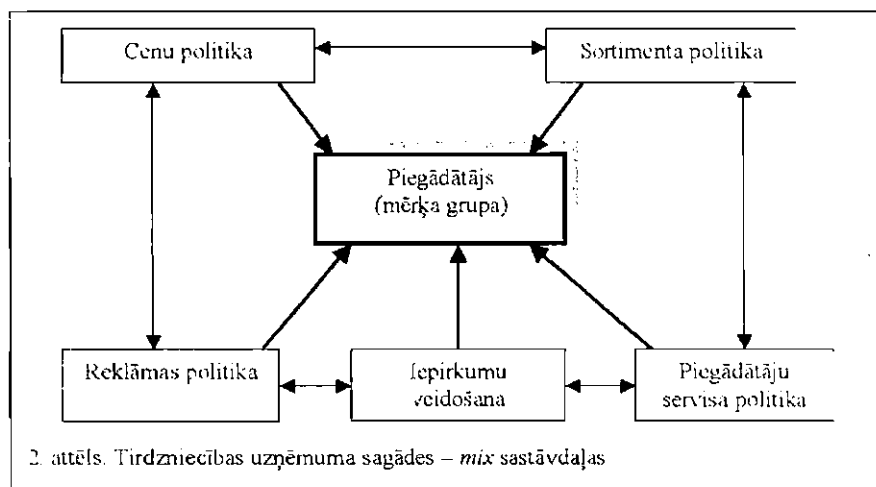 Cenu politika
Sortimenta politika
Piegādātājs
(mērķa grupa)
Reklāmas politika
Iepirkumu
veidošana
Piegādātāju
servisa politika
2. attēls. Tirdzniecības uzņēmuma sagādes – mix sastāvdaļas